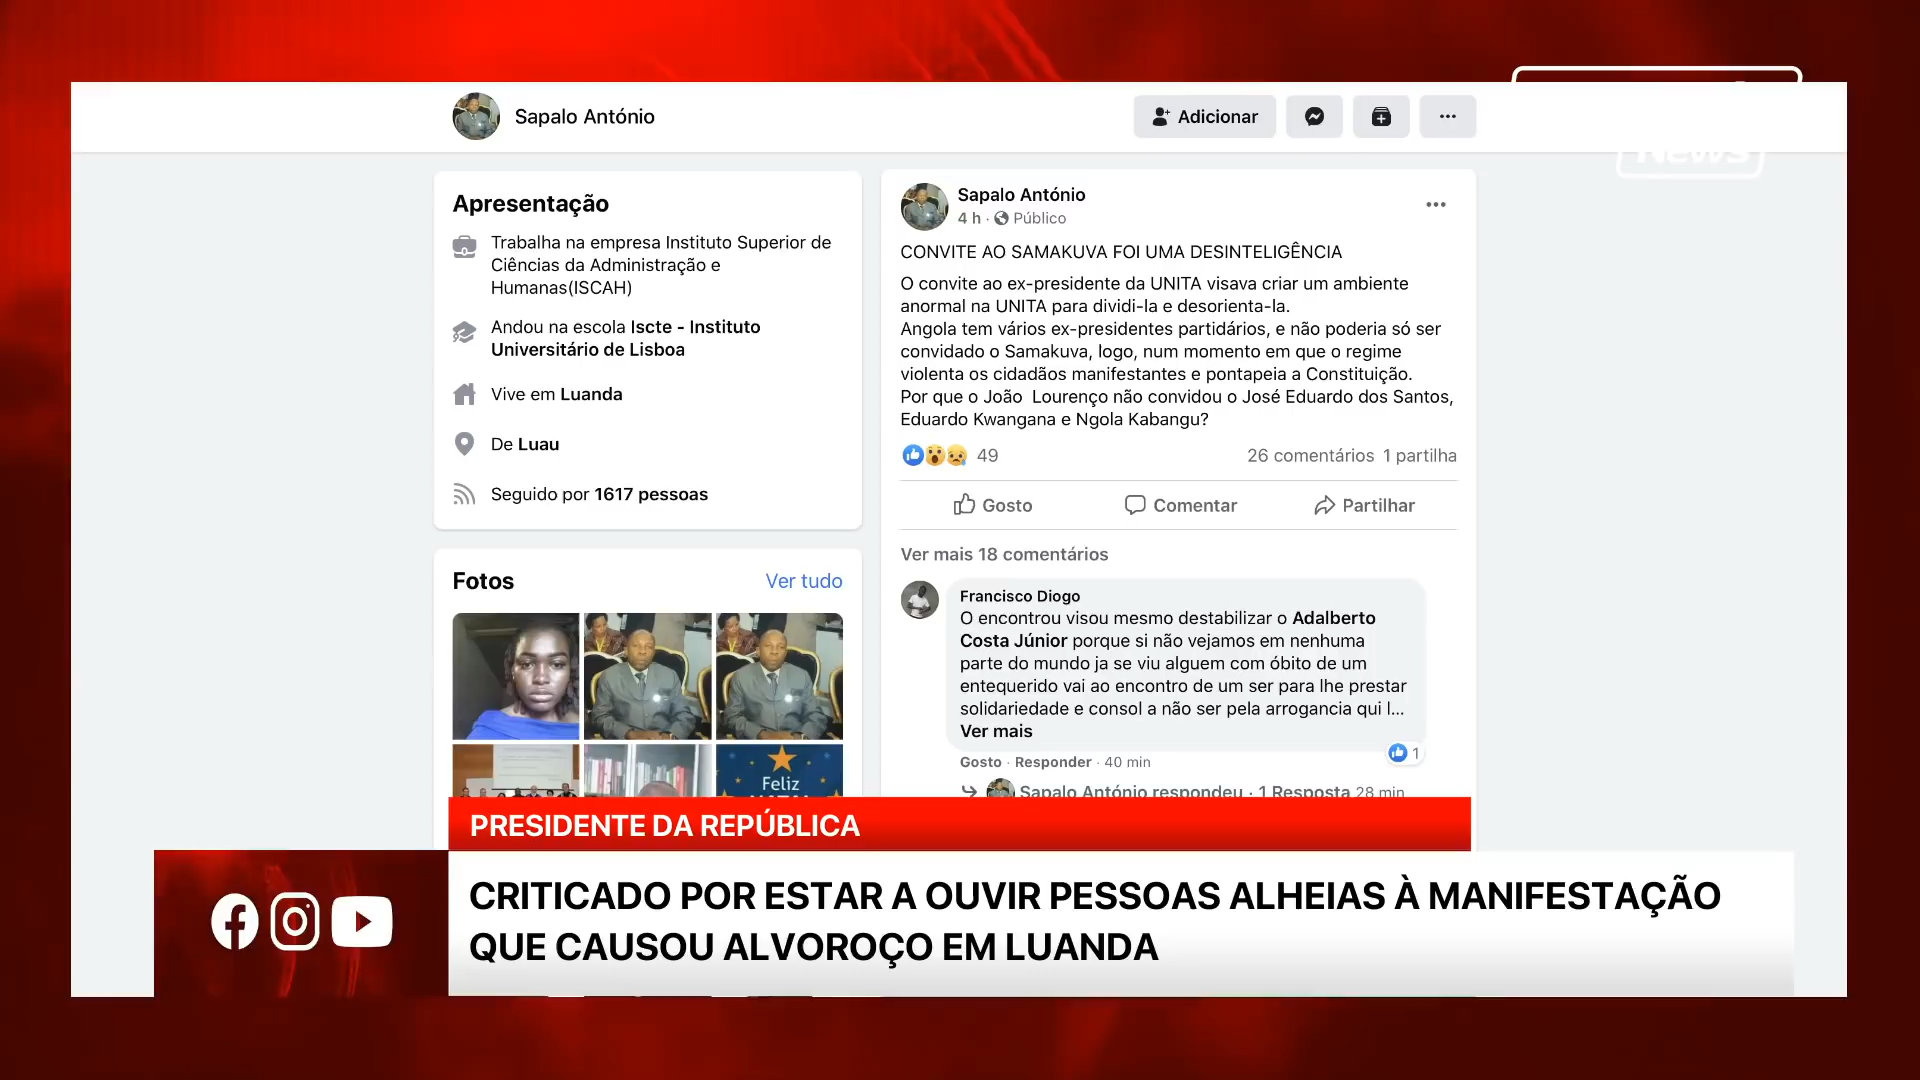 Sapalo António
Adicionar
News
Apresentação
Trabalha na empresa Instituto Superior de
Ciências da Administração e
Humanas(ISCAH)
Andou na escola Iscte - Instituto
Universitário de Lisboa
Vive em Luanda
De Luau
Seguido por 1617 pessoas
Fotos
Ver tudo
Feliz
Sapalo António
4 h · Público
CONVITE AO SAMAKUVA FOI UMA DESINTELIGÊNCIA
O convite ao ex-presidente da UNITA visava criar um ambiente
anormal na UNITA para dividi-la e desorienta-la.
Angola tem vários ex-presidentes partidários, e não poderia só ser
convidado o Samakuva, logo, num momento em que o regime
violenta os cidadãos manifestantes e pontapeia a Constituição.
Por que o João Lourenço não convidou o José Eduardo dos Santos,
Eduardo Kwangana e Ngola Kabangu?
49
26 comentários 1 partilha
Gosto
Comentar
Partilhar
Ver mais 18 comentários
Francisco Diogo
O encontrou visou mesmo destabilizar o Adalberto
Costa Júnior porque si não vejamos em nenhuma
parte do mundo ja se viu alguem com óbito de um
entequerido vai ao encontro de um ser para lhe prestar
solidariedade e consol a não ser pela arrogancia qui l...
Ver mais
1
Gosto · Responder · 40 min
Sapalo António respondeu · 1 Resposta 28 min
PRESIDENTE DA REPÚBLICA
CRITICADO POR ESTAR A OUVIR PESSOAS ALHEIAS À MANIFESTAÇÃO
QUE CAUSOU ALVOROÇO EM LUANDA